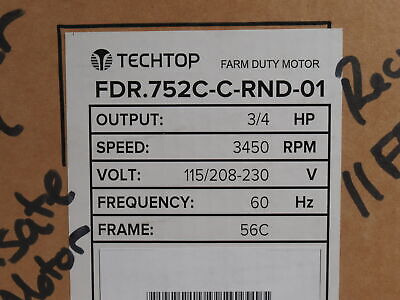 TECHTOP FARM DUTY MOTOR
FDR.752C-C-RND-01
OUTPUT: 3/4 HP
SPEED: 3450 RPM
VOLT: 115/208-230 V
FREQUENCY: 60 Hz
FRAME: 56C
Motor